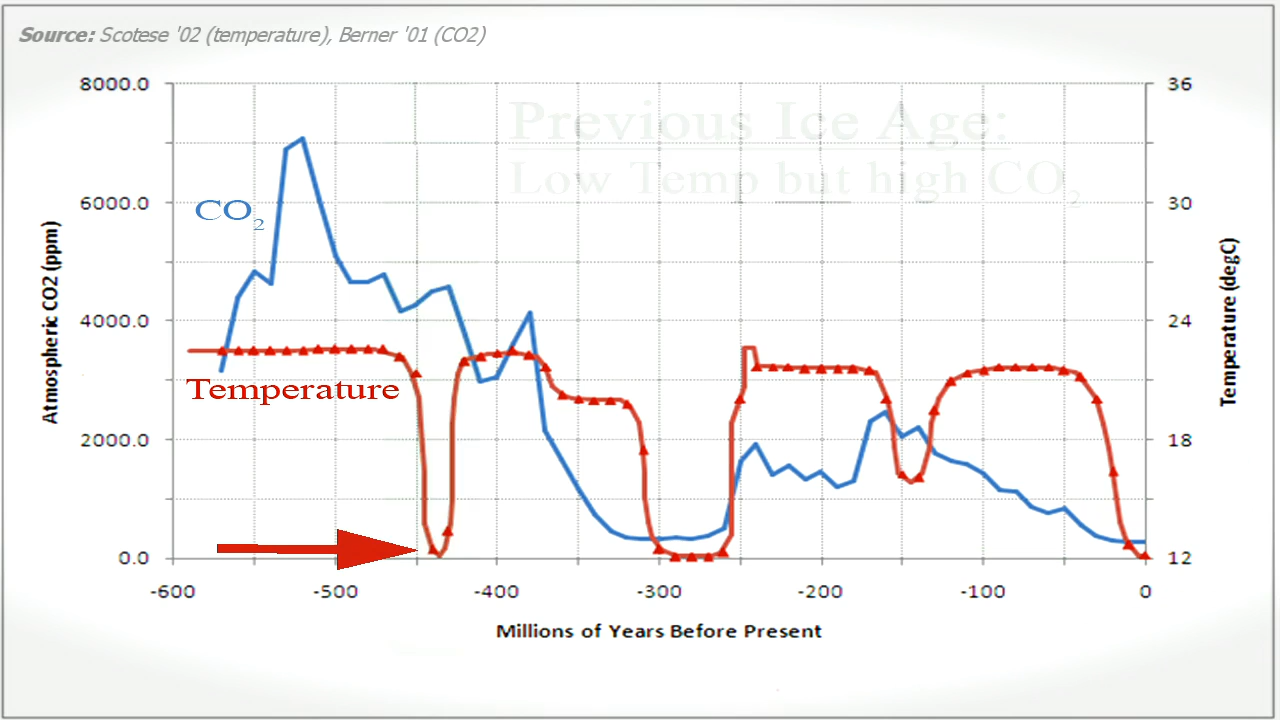 Source: Scotese '02 (temperature), Berner '01 (CO2)
Previous Ice Age:
Low Temp but high CO2
8000.0
6000.0
4000.0
2000.0
0.0
Atmospheric CO2 (ppm)
CO2
Temperature
36
30
24
18
12
Temperature (degC)
-600
-500
-400
-300
-200
-100
0
Millions of Years Before Present